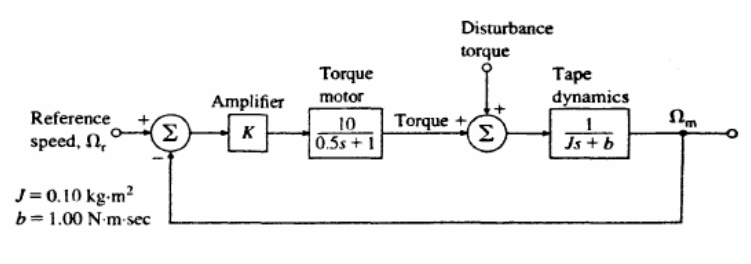 Disturbance
torque
Torque
motor
Tape
dynamics
Amplifier
Reference
speed, Ω_r
+
Σ
−
K
10
0.5s + 1
Torque +
+
Σ
1
Js + b
Ω_m
J = 0.10 kg·m²
b = 1.00 N·m·sec